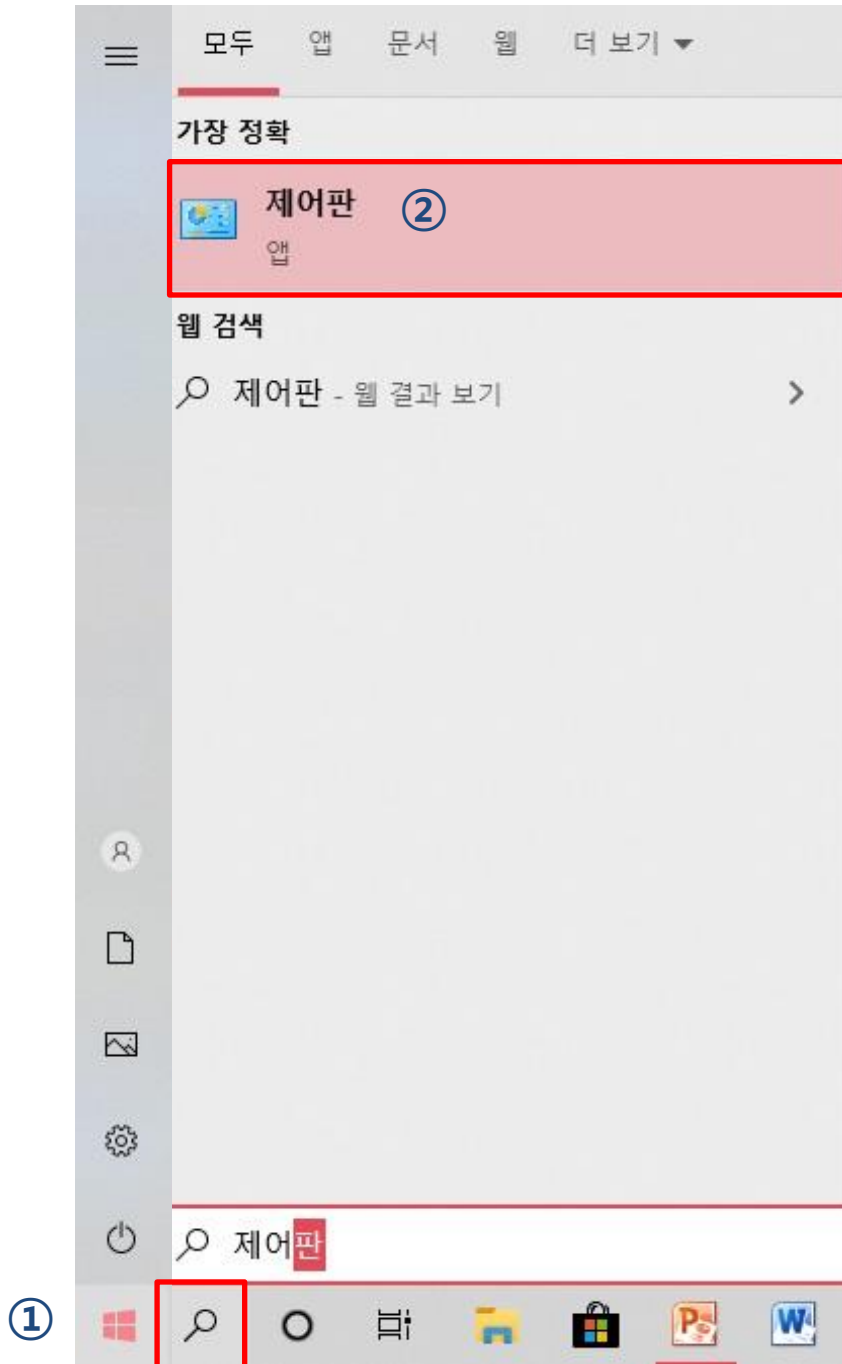 모두 앱 문서 웹 더 보기
가장 정확
제어판 ②
앱
웹 검색
제어판 - 웹 결과 보기
제어판
①